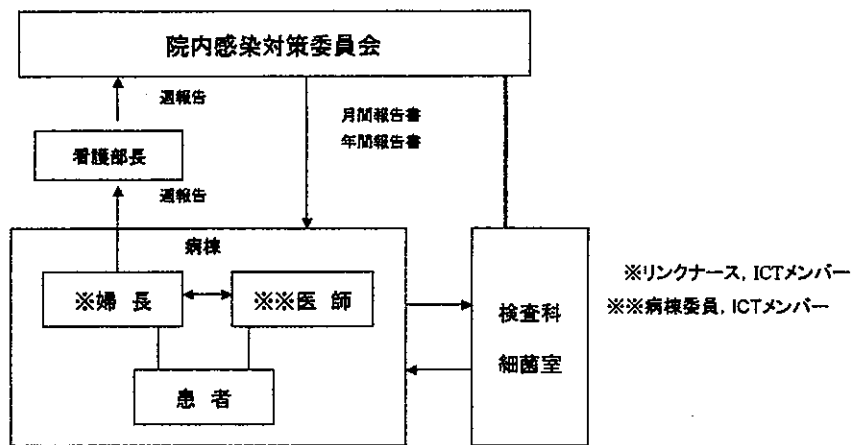 院内感染対策委員会
週報告
月間報告書
年間報告書
看護部長
週報告
病棟
※婦 長
※※医 師
患 者
検査科
細菌室
※リンクナース, ICTメンバー
※※病棟委員, ICTメンバー